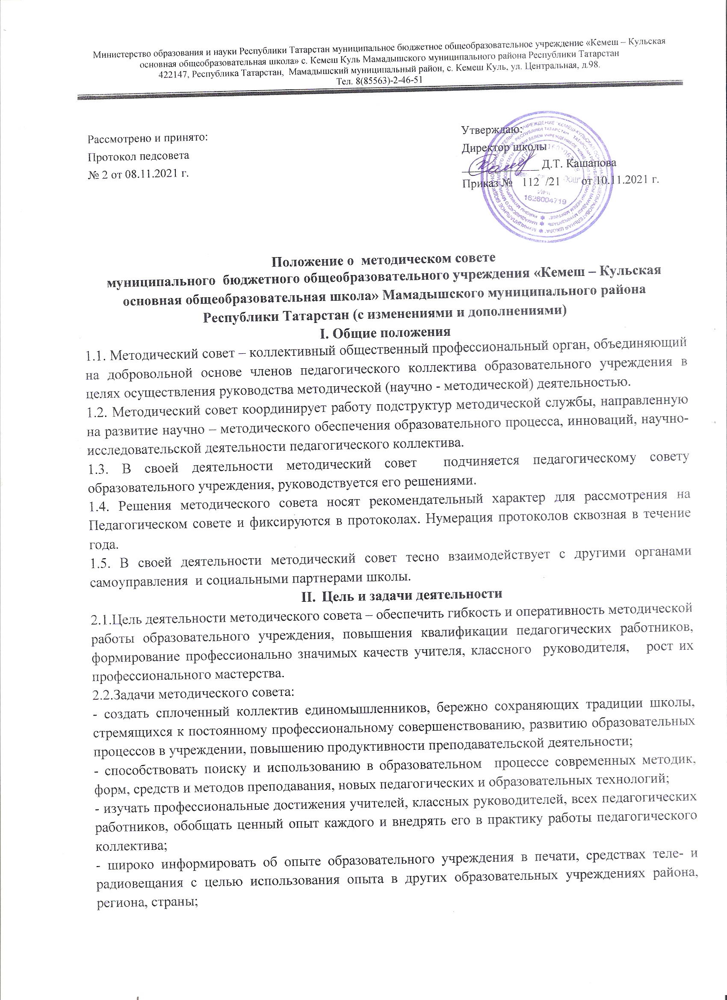 Министерство образования и науки Республики Татарстан муниципальное бюджетное общеобразовательное учреждение «Кемеш – Кульская
основная общеобразовательная школа» с. Кемеш Куль Мамадышского муниципального района Республики Татарстан
422147, Республика Татарстан, Мамадышский муниципальный район, с. Кемеш Куль, ул. Центральная, д.98.
Тел. 8(85563)-2-46-51
Рассмотрено и принято:
Протокол педсовета
№ 2 от 08.11.2021 г.
Утверждаю:
Директор школы
Д.Т. Кашапова
Приказ № 112 /21 от 10.11.2021 г.
1626004719
Положение о методическом совете
муниципального бюджетного общеобразовательного учреждения «Кемеш – Кульская
основная общеобразовательная школа» Мамадышского муниципального района
Республики Татарстан (с изменениями и дополнениями)
I. Общие положения
1.1. Методический совет – коллективный общественный профессиональный орган, объединяющий
на добровольной основе членов педагогического коллектива образовательного учреждения в
целях осуществления руководства методической (научно - методической) деятельностью.
1.2. Методический совет координирует работу подструктур методической службы, направленную
на развитие научно – методического обеспечения образовательного процесса, инноваций, научно-
исследовательской деятельности педагогического коллектива.
1.3. В своей деятельности методический совет подчиняется педагогическому совету
образовательного учреждения, руководствуется его решениями.
1.4. Решения методического совета носят рекомендательный характер для рассмотрения на
Педагогическом совете и фиксируются в протоколах. Нумерация протоколов сквозная в течение
года.
1.5. В своей деятельности методический совет тесно взаимодействует с другими органами
самоуправления и социальными партнерами школы.
II. Цель и задачи деятельности
2.1.Цель деятельности методического совета – обеспечить гибкость и оперативность методической
работы образовательного учреждения, повышения квалификации педагогических работников,
формирование профессионально значимых качеств учителя, классного руководителя, рост их
профессионального мастерства.
2.2.Задачи методического совета:
- создать сплоченный коллектив единомышленников, бережно сохраняющих традиции школы,
стремящихся к постоянному профессиональному совершенствованию, развитию образовательных
процессов в учреждении, повышению продуктивности преподавательской деятельности;
- способствовать поиску и использованию в образовательном процессе современных методик,
форм, средств и методов преподавания, новых педагогических и образовательных технологий;
- изучать профессиональные достижения учителей, классных руководителей, всех педагогических
работников, обобщать ценный опыт каждого и внедрять его в практику работы педагогического
коллектива;
- широко информировать об опыте образовательного учреждения в печати, средствах теле- и
радиовещания с целью использования опыта в других образовательных учреждениях района,
региона, страны;